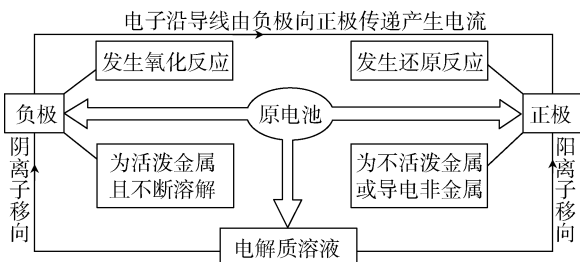 电子沿导线由负极向正极传递产生电流
发生氧化反应
发生还原反应
负极
原电池
正极
阴离子移向
阳离子移向
为活泼金属
且不断溶解
为不活泼金属
或导电非金属
电解质溶液